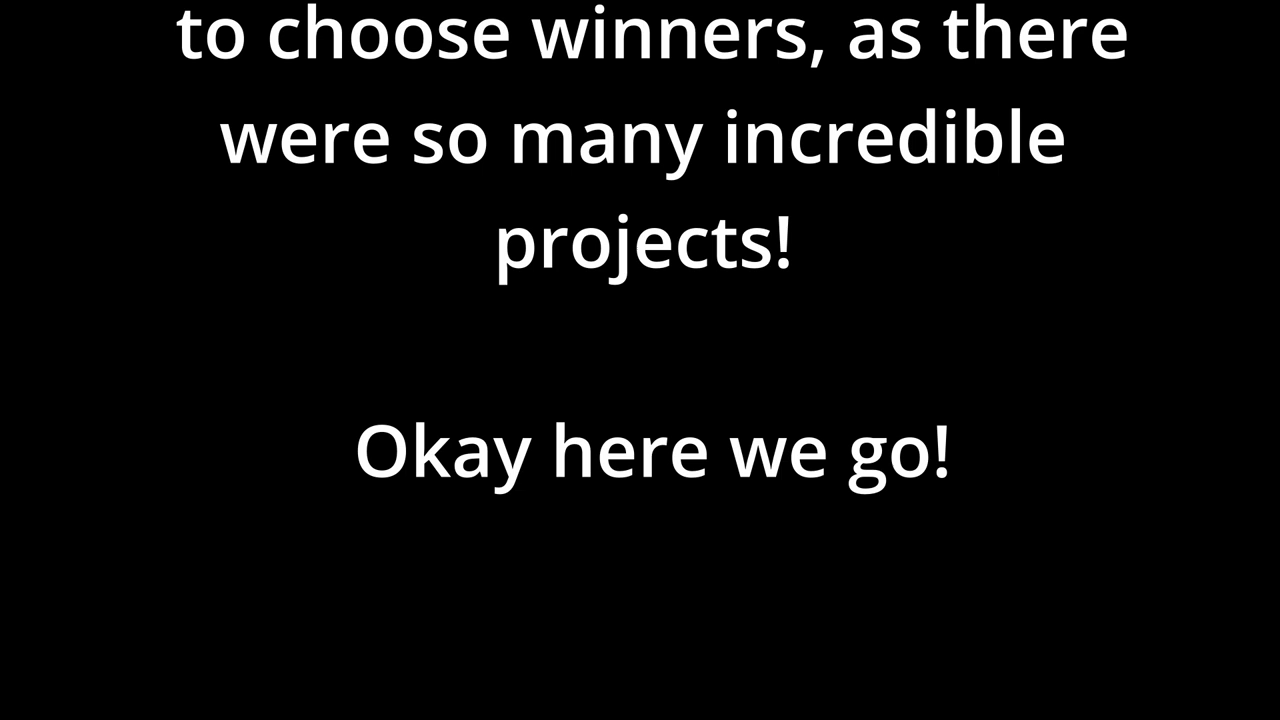 to choose winners, as there
were so many incredible
projects!
Okay here we go!